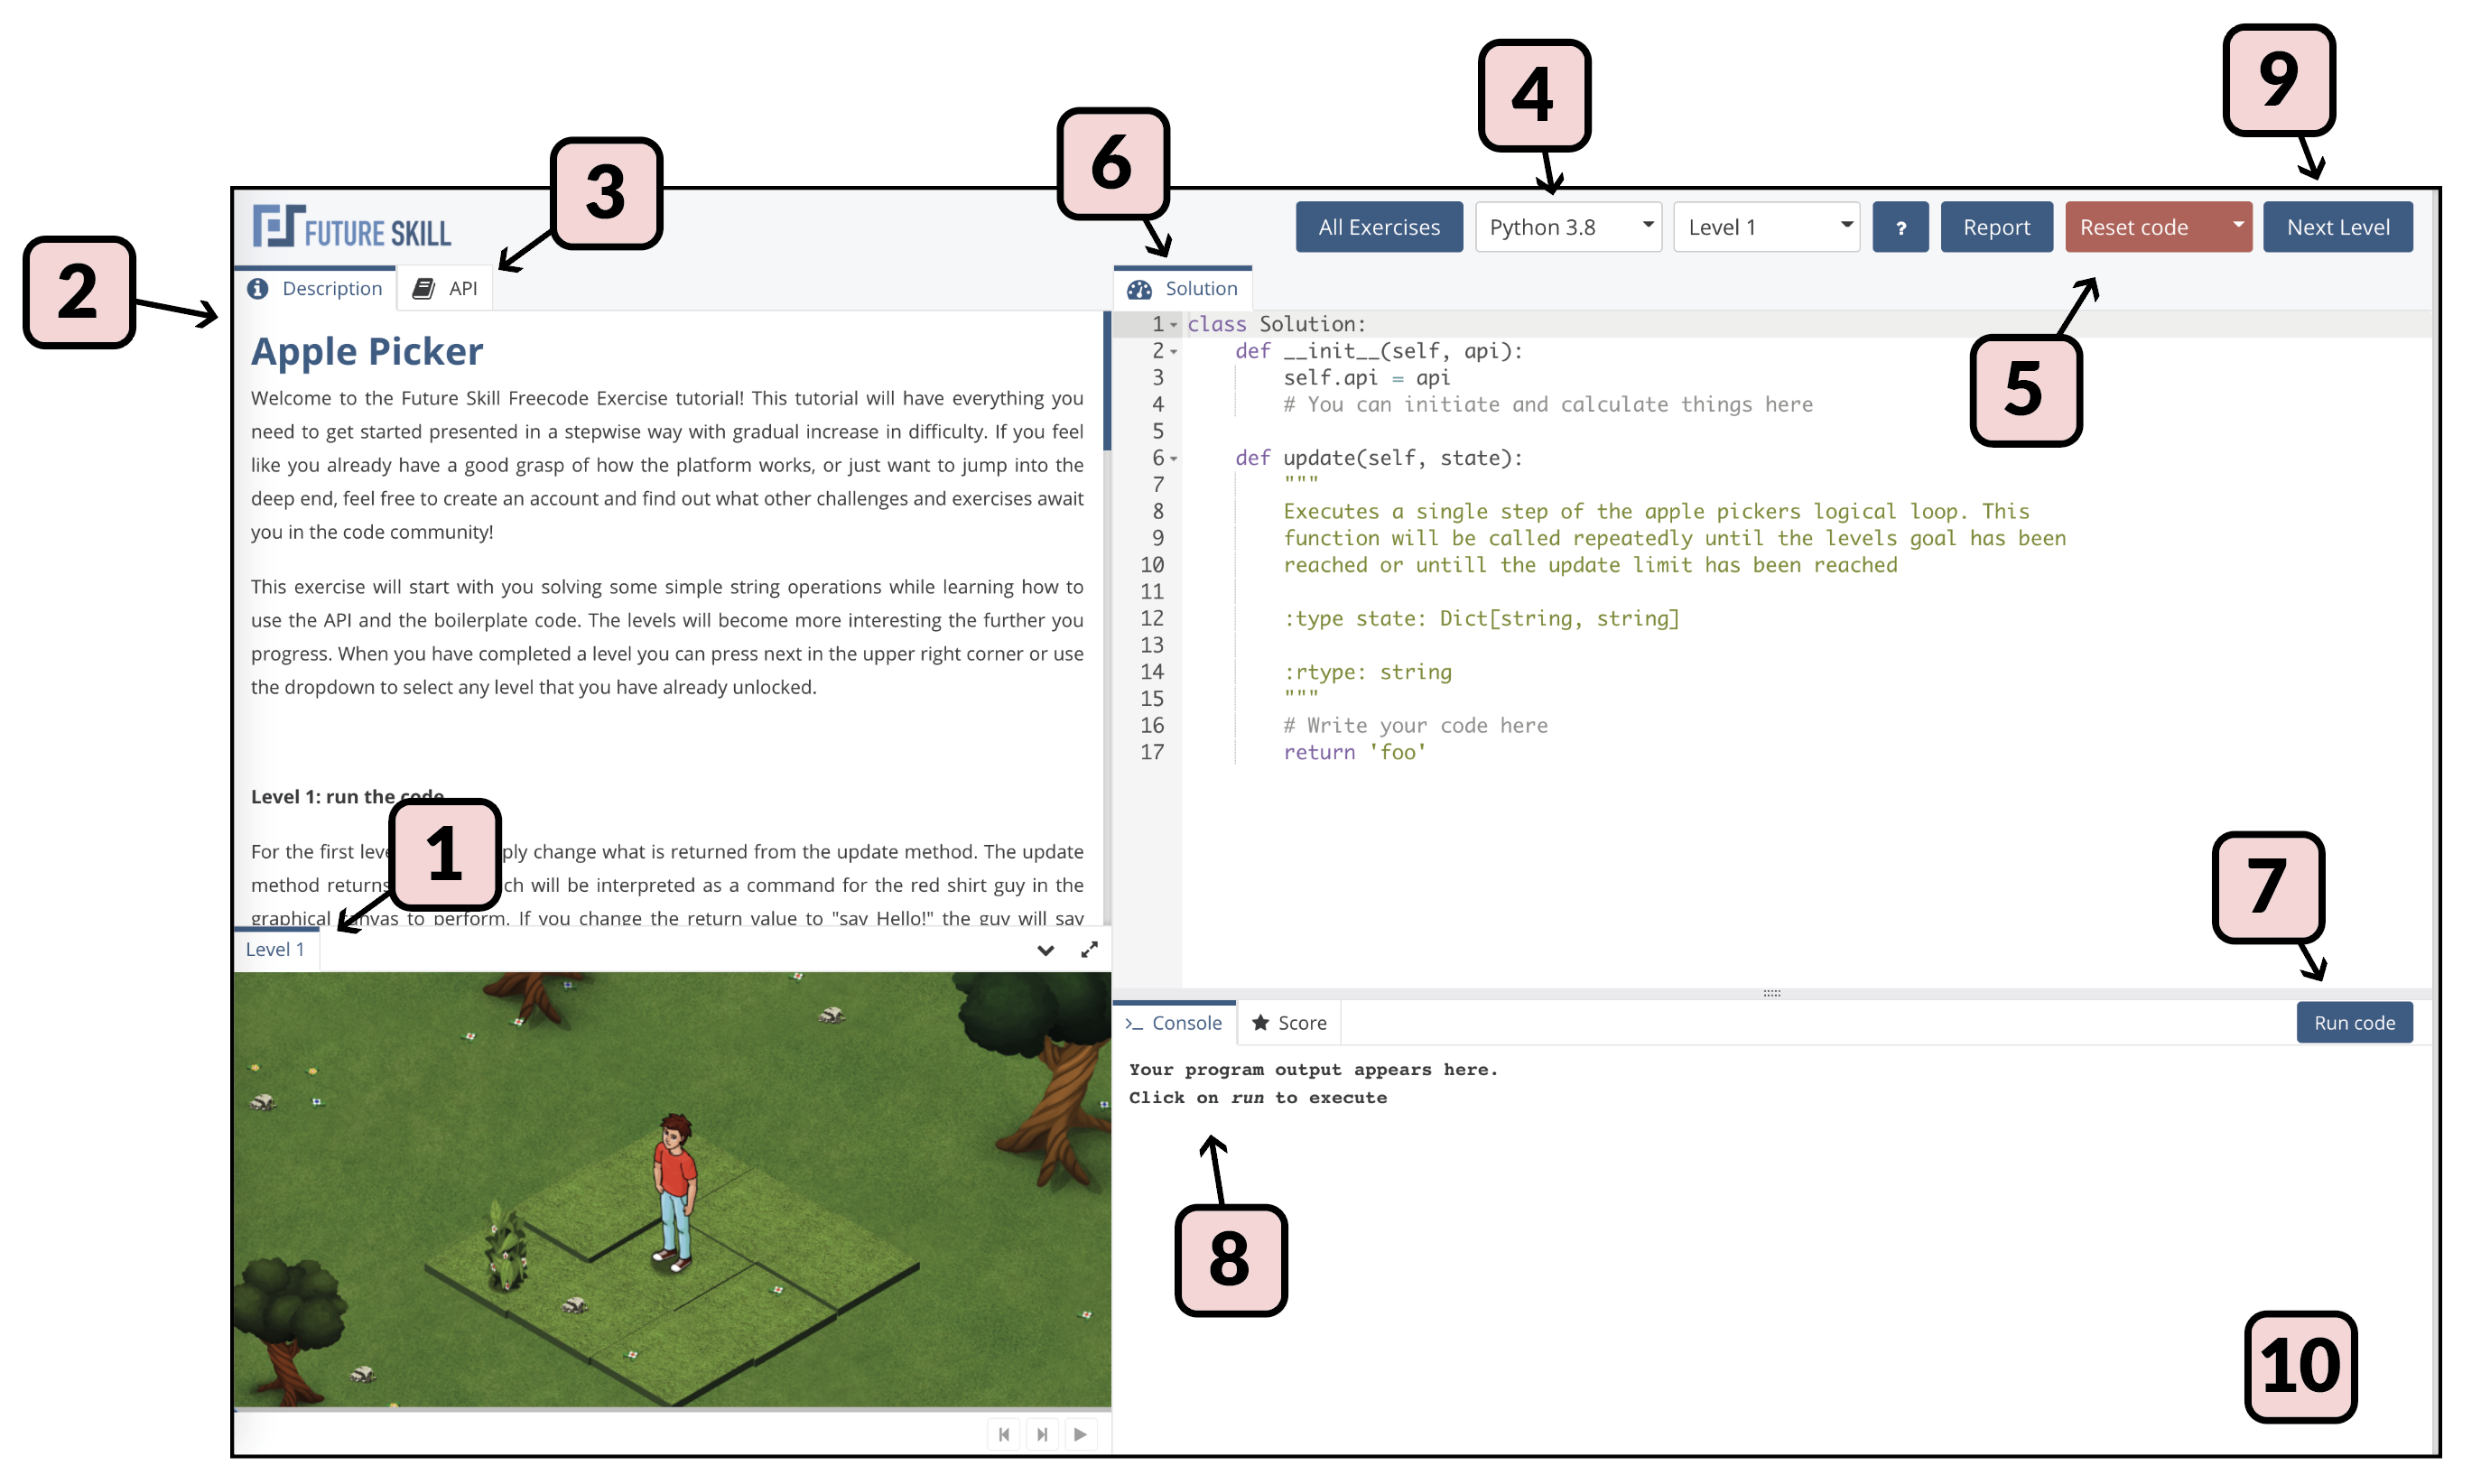 9
4
6
3
FUTURE SKILL
All Exercises
Python 3.8
Level 1
?
Report
Reset code
Next Level
2
Description
API
Solution
5
Apple Picker
Welcome to the Future Skill Freecode Exercise tutorial! This tutorial will have everything you
need to get started presented in a stepwise way with gradual increase in difficulty. If you feel
like you already have a good grasp of how the platform works, or just want to jump into the
deep end, feel free to create an account and find out what other challenges and exercises await
you in the code community!
This exercise will start with you solving some simple string operations while learning how to
use the API and the boilerplate code. The levels will become more interesting the further you
progress. When you have completed a level you can press next in the upper right corner or use
the dropdown to select any level that you have already unlocked.
Level 1: run the code
1
For the first ply change what is returned from the update method. The update
method returns will be interpreted as a command for the red shirt guy in the
graphical canvas to perform. If you change the return value to "say Hello!" the guy will say
1 class Solution:
2 def __init__(self, api):
3 self.api = api
4 # You can initiate and calculate things here
5
6 def update(self, state):
7 """
8 Executes a single step of the apple pickers logical loop. This
9 function will be called repeatedly until the levels goal has been
10 reached or untill the update limit has been reached
11
12 :type state: Dict[string, string]
13
14 :rtype: string
15 """
16 # Write your code here
17 return 'foo'
7
Level 1
>_ Console
Score
Run code
Your program output appears here.
Click on run to execute
8
10